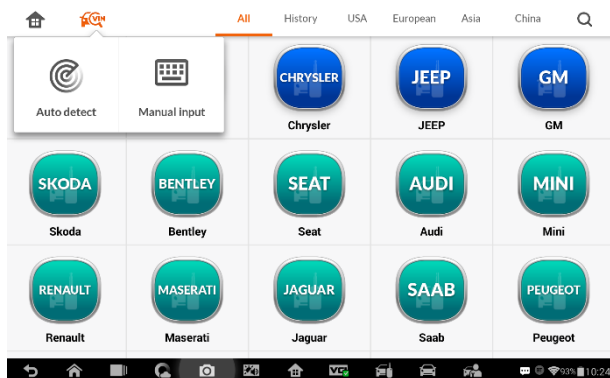 VIN
All History USA European Asia China
Auto detect Manual input
CHRYSLER JEEP GM
Chrysler JEEP GM
SKODA BENTLEY SEAT AUDI MINI
Skoda Bentley Seat Audi Mini
RENAULT MASERATI JAGUAR SAAB PEUGEOT
Renault Maserati Jaguar Saab Peugeot
93% 10:24